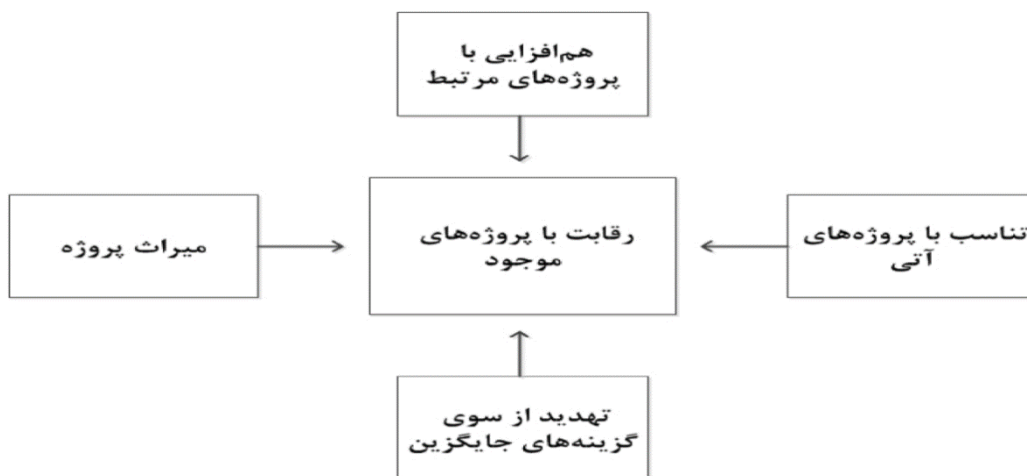 هم‌افزایی با
پروژه‌های مرتبط
تناسب با پروژه‌های
آتی
رقابت با پروژه‌های
موجود
میراث پروژه
تهدید از سوی
گزینه‌های جایگزین